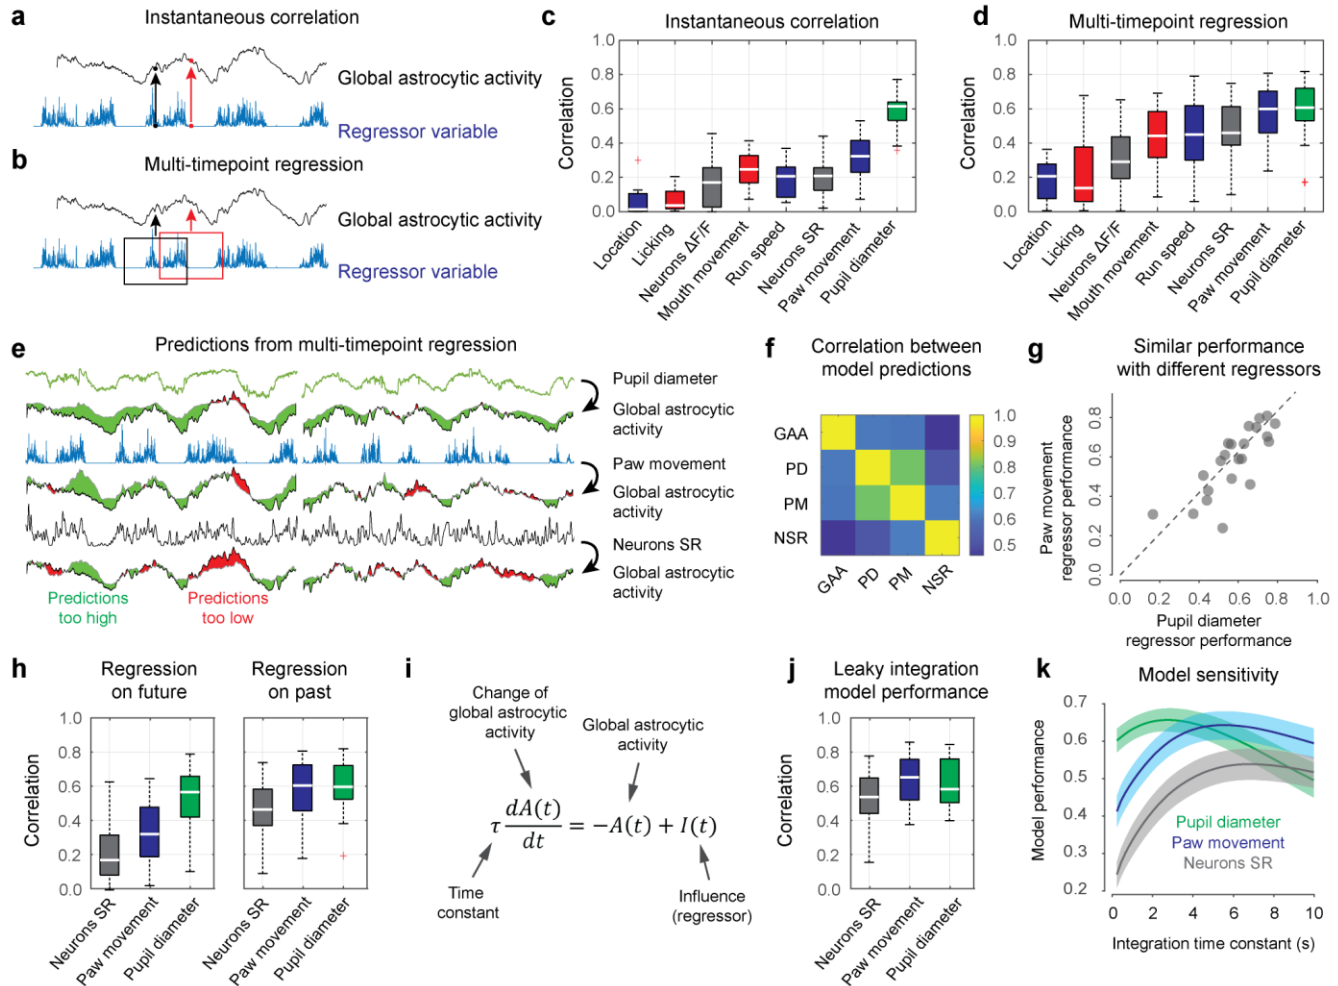 a
Instantaneous correlation
Global astrocytic activity
Regressor variable
b
Multi-timepoint regression
Global astrocytic activity
Regressor variable
c
Instantaneous correlation
Correlation
1.0
0.8
0.6
0.4
0.2
0.0
Location
Licking
Neurons ΔF/F
Mouth movement
Run speed
Neurons SR
Paw movement
Pupil diameter
d
Multi-timepoint regression
Correlation
1.0
0.8
0.6
0.4
0.2
0.0
Location
Licking
Neurons ΔF/F
Mouth movement
Run speed
Neurons SR
Paw movement
Pupil diameter
e
Predictions from multi-timepoint regression
Pupil diameter
Global astrocytic
activity
Paw movement
Global astrocytic
activity
Neurons SR
Global astrocytic
activity
Predictions
too high
Predictions
too low
f
Correlation between
model predictions
GAA
PD
PM
NSR
GAA
PD
PM
NSR
1.0
0.9
0.8
0.7
0.6
0.5
g
Similar performance
with different regressors
Paw movement
regressor performance
0.8
0.6
0.4
0.2
0.0
0.0
0.2
0.4
0.6
0.8
1.0
Pupil diameter
regressor performance
h
Regression
on future
Regression
on past
Correlation
1.0
0.8
0.6
0.4
0.2
0.0
Neurons SR
Paw movement
Pupil diameter
Neurons SR
Paw movement
Pupil diameter
i
Change of
global astrocytic
activity
Global astrocytic
activity
τ dA(t)/dt = −A(t) + I(t)
Time
constant
Influence
(regressor)
j
Leaky integration
model performance
Correlation
1.0
0.8
0.6
0.4
0.2
0.0
Neurons SR
Paw movement
Pupil diameter
k
Model sensitivity
Model performance
0.7
0.6
0.5
0.4
0.3
0.2
Pupil diameter
Paw movement
Neurons SR
0
2
4
6
8
10
Integration time constant (s)